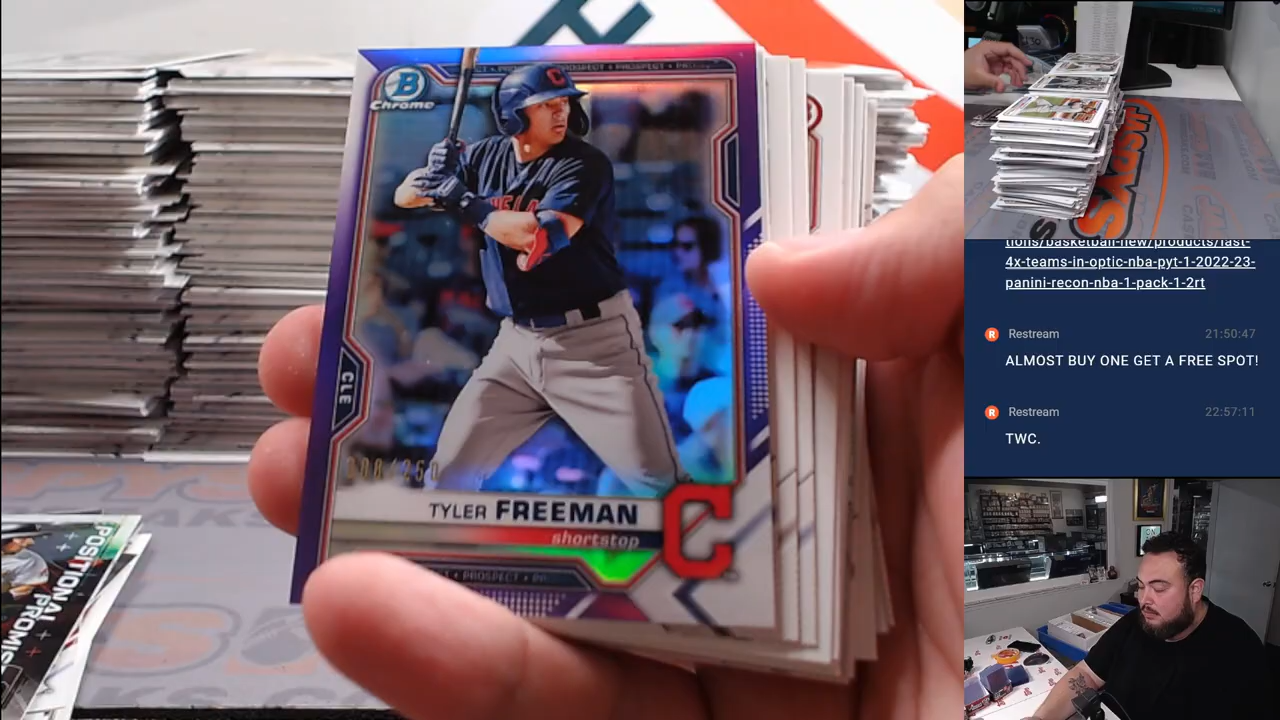 B
Chrome
PROSPECT • PROSPECT
C
CLE
/250
TYLER FREEMAN
shortstop
C
• PROSPECT •
POSITIONAL
tions/basketball-new/products/last-
4x-teams-in-optic-nba-pyt-1-2022-23-
panini-recon-nba-1-pack-1-2rt
Restream 21:50:47
ALMOST BUY ONE GET A FREE SPOT!
Restream 22:57:11
TWC.